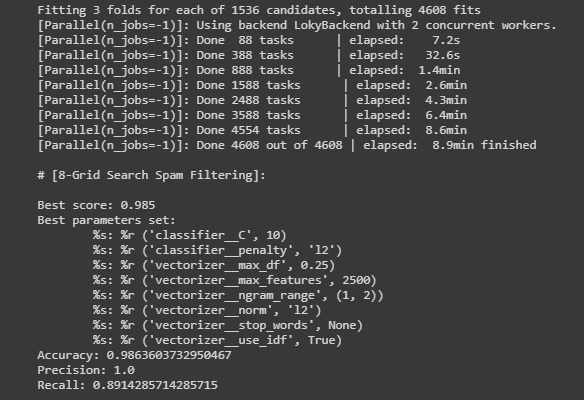 Fitting 3 folds for each of 1536 candidates, totalling 4608 fits
[Parallel(n_jobs=-1)]: Using backend LokyBackend with 2 concurrent workers.
[Parallel(n_jobs=-1)]: Done  88 tasks      | elapsed:    7.2s
[Parallel(n_jobs=-1)]: Done 388 tasks      | elapsed:   32.6s
[Parallel(n_jobs=-1)]: Done 888 tasks      | elapsed:  1.4min
[Parallel(n_jobs=-1)]: Done 1588 tasks      | elapsed:  2.6min
[Parallel(n_jobs=-1)]: Done 2488 tasks      | elapsed:  4.3min
[Parallel(n_jobs=-1)]: Done 3588 tasks      | elapsed:  6.4min
[Parallel(n_jobs=-1)]: Done 4554 tasks      | elapsed:  8.6min
[Parallel(n_jobs=-1)]: Done 4608 out of 4608 | elapsed:  8.9min finished
# [8-Grid Search Spam Filtering]:
Best score: 0.985
Best parameters set:
%s: %r ('classifier__C', 10)
%s: %r ('classifier__penalty', 'l2')
%s: %r ('vectorizer__max_df', 0.25)
%s: %r ('vectorizer__max_features', 2500)
%s: %r ('vectorizer__ngram_range', (1, 2))
%s: %r ('vectorizer__norm', 'l2')
%s: %r ('vectorizer__stop_words', None)
%s: %r ('vectorizer__use_idf', True)
Accuracy: 0.9863603732950467
Precision: 1.0
Recall: 0.8914285714285715